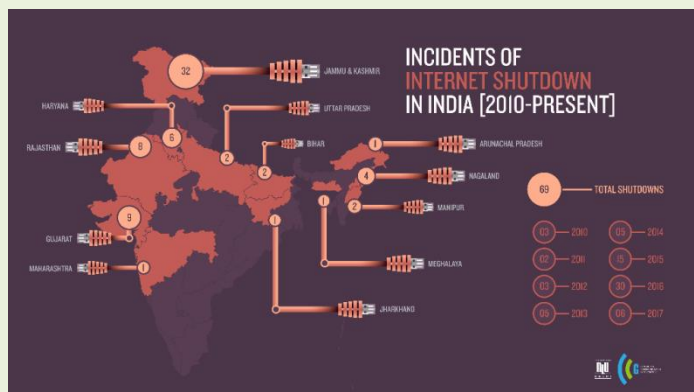 INCIDENTS OF
INTERNET SHUTDOWN
IN INDIA [2010-PRESENT]
32
JAMMU & KASHMIR
HARYANA
6
UTTAR PRADESH
2
RAJASTHAN
8
BIHAR
2
1
ARUNACHAL PRADESH
4
NAGALAND
2
MANIPUR
GUJARAT
9
1
MEGHALAYA
MAHARASHTRA
1
1
JHARKHAND
69
TOTAL SHUTDOWNS
03 2010
05 2014
02 2011
15 2015
03 2012
30 2016
05 2013
06 2017